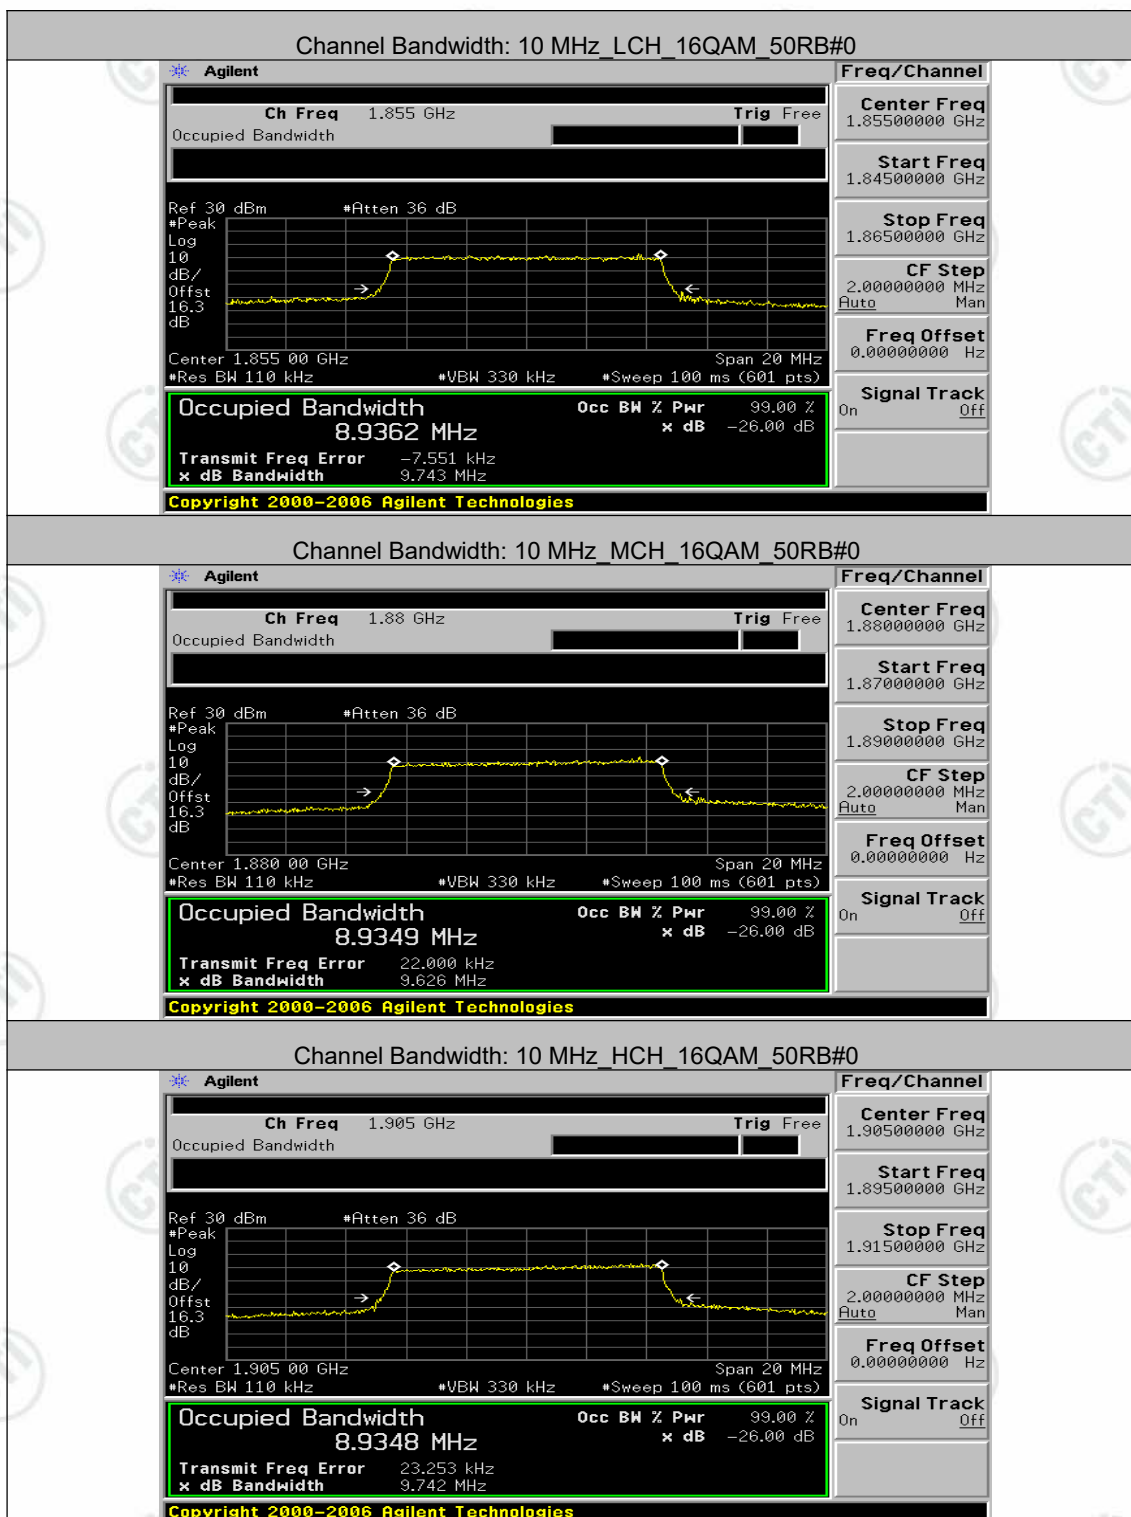 Channel Bandwidth: 10 MHz_LCH_16QAM_50RB#0
Agilent
Freq/Channel
Ch Freq 1.855 GHz Trig Free
Occupied Bandwidth
Center Freq
1.85500000 GHz
Start Freq
1.84500000 GHz
Stop Freq
1.86500000 GHz
CF Step
2.00000000 MHz
Auto Man
Freq Offset
0.00000000 Hz
Signal Track
On Off
Ref 30 dBm #Atten 36 dB
#Peak
Log
10
dB/
Offst
16.3
dB
Center 1.855 00 GHz Span 20 MHz
#Res BW 110 kHz #VBW 330 kHz #Sweep 100 ms (601 pts)
Occupied Bandwidth Occ BW % Pwr 99.00 %
8.9362 MHz x dB -26.00 dB
Transmit Freq Error -7.551 kHz
x dB Bandwidth 9.743 MHz
Copyright 2000-2006 Agilent Technologies
Channel Bandwidth: 10 MHz_MCH_16QAM_50RB#0
Agilent
Freq/Channel
Ch Freq 1.88 GHz Trig Free
Occupied Bandwidth
Center Freq
1.88000000 GHz
Start Freq
1.87000000 GHz
Stop Freq
1.89000000 GHz
CF Step
2.00000000 MHz
Auto Man
Freq Offset
0.00000000 Hz
Signal Track
On Off
Ref 30 dBm #Atten 36 dB
#Peak
Log
10
dB/
Offst
16.3
dB
Center 1.880 00 GHz Span 20 MHz
#Res BW 110 kHz #VBW 330 kHz #Sweep 100 ms (601 pts)
Occupied Bandwidth Occ BW % Pwr 99.00 %
8.9349 MHz x dB -26.00 dB
Transmit Freq Error 22.000 kHz
x dB Bandwidth 9.626 MHz
Copyright 2000-2006 Agilent Technologies
Channel Bandwidth: 10 MHz_HCH_16QAM_50RB#0
Agilent
Freq/Channel
Ch Freq 1.905 GHz Trig Free
Occupied Bandwidth
Center Freq
1.90500000 GHz
Start Freq
1.89500000 GHz
Stop Freq
1.91500000 GHz
CF Step
2.00000000 MHz
Auto Man
Freq Offset
0.00000000 Hz
Signal Track
On Off
Ref 30 dBm #Atten 36 dB
#Peak
Log
10
dB/
Offst
16.3
dB
Center 1.905 00 GHz Span 20 MHz
#Res BW 110 kHz #VBW 330 kHz #Sweep 100 ms (601 pts)
Occupied Bandwidth Occ BW % Pwr 99.00 %
8.9348 MHz x dB -26.00 dB
Transmit Freq Error 23.253 kHz
x dB Bandwidth 9.742 MHz
Copyright 2000-2006 Agilent Technologies